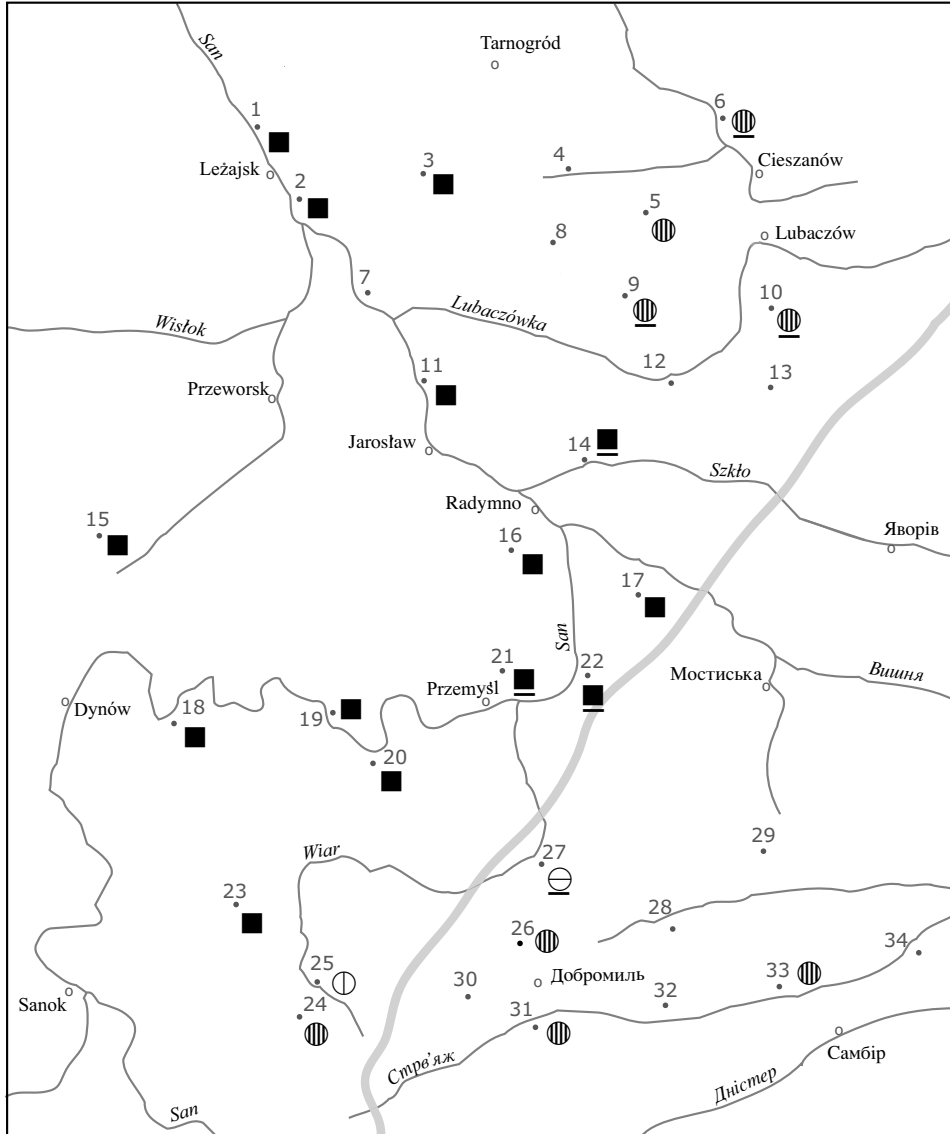 San
Tarnogród
1
6
3
4
Leżajsk
Cieszanów
2
5
8
Lubaczów
7
9
10
Wisłok
Lubaczówka
11
12
13
Przeworsk
Jarosław
14
Szkło
Radymno
15
16
Яворів
17
San
21
22
Мостиська
Вишня
Przemyśl
Dynów
18
19
20
29
Wiar
27
23
28
26
34
25
33
Sanok
30
Добромиль
24
31
32
Самбір
Стрв’яж
Дністер
San